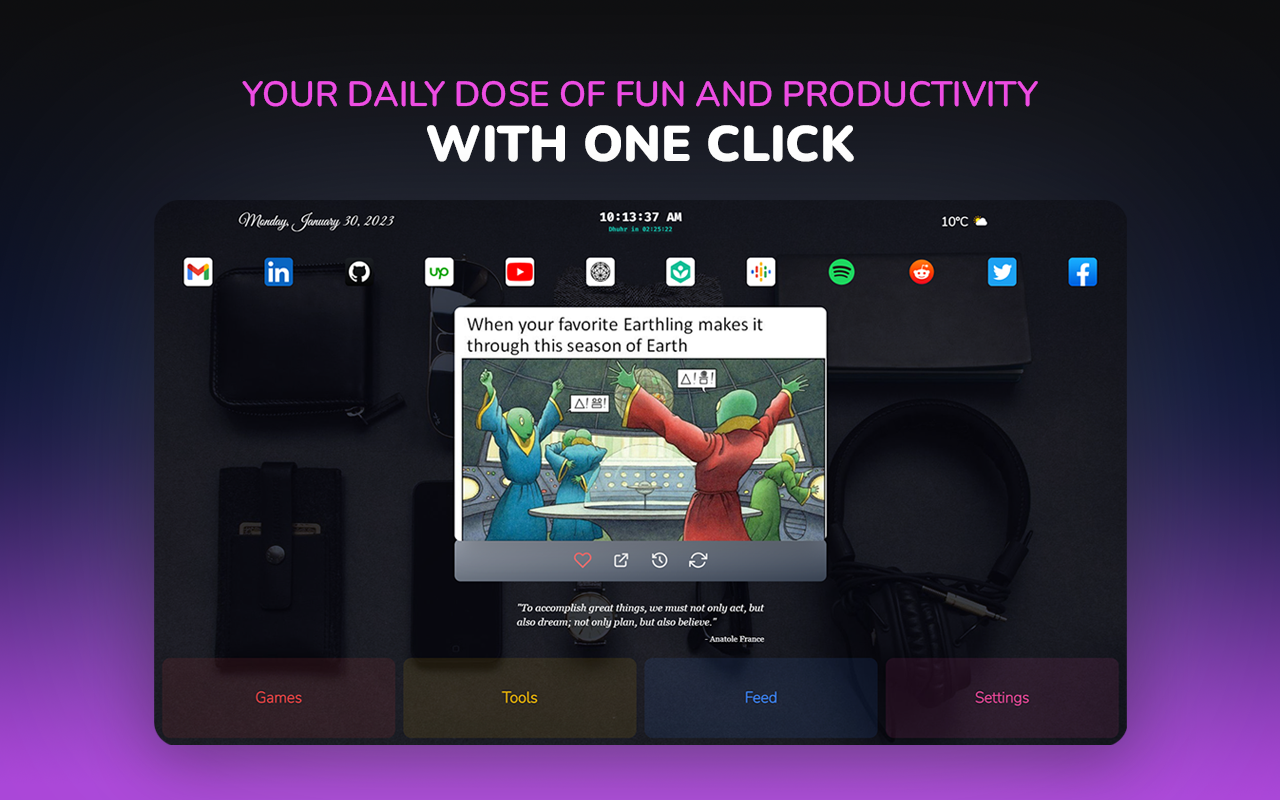 YOUR DAILY DOSE OF FUN AND PRODUCTIVITY
WITH ONE CLICK
Monday, January 30, 2023
10:13:37 AM
10°C
Dhuhr in 02:25:22
in
up
When your favorite Earthling makes it
through this season of Earth
"To accomplish great things, we must not only act, but
also dream; not only plan, but also believe."
- Anatole France
Games
Tools
Feed
Settings